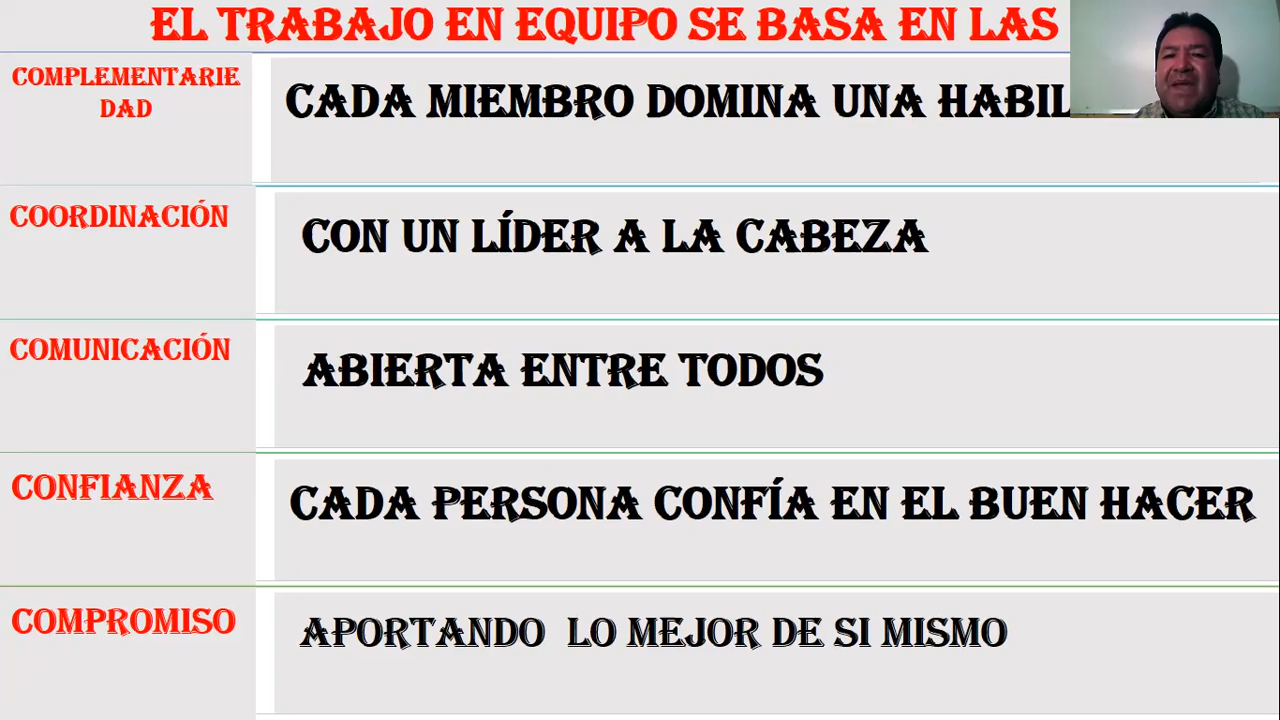 EL TRABAJO EN EQUIPO SE BASA EN LAS
COMPLEMENTARIE
DAD
CADA MIEMBRO DOMINA UNA
COORDINACIÓN
CON UN LÍDER A LA CABEZA
COMUNICACIÓN
ABIERTA ENTRE TODOS
CONFIANZA
CADA PERSONA CONFÍA EN EL BUEN HACER
COMPROMISO
APORTANDO LO MEJOR DE SI MISMO